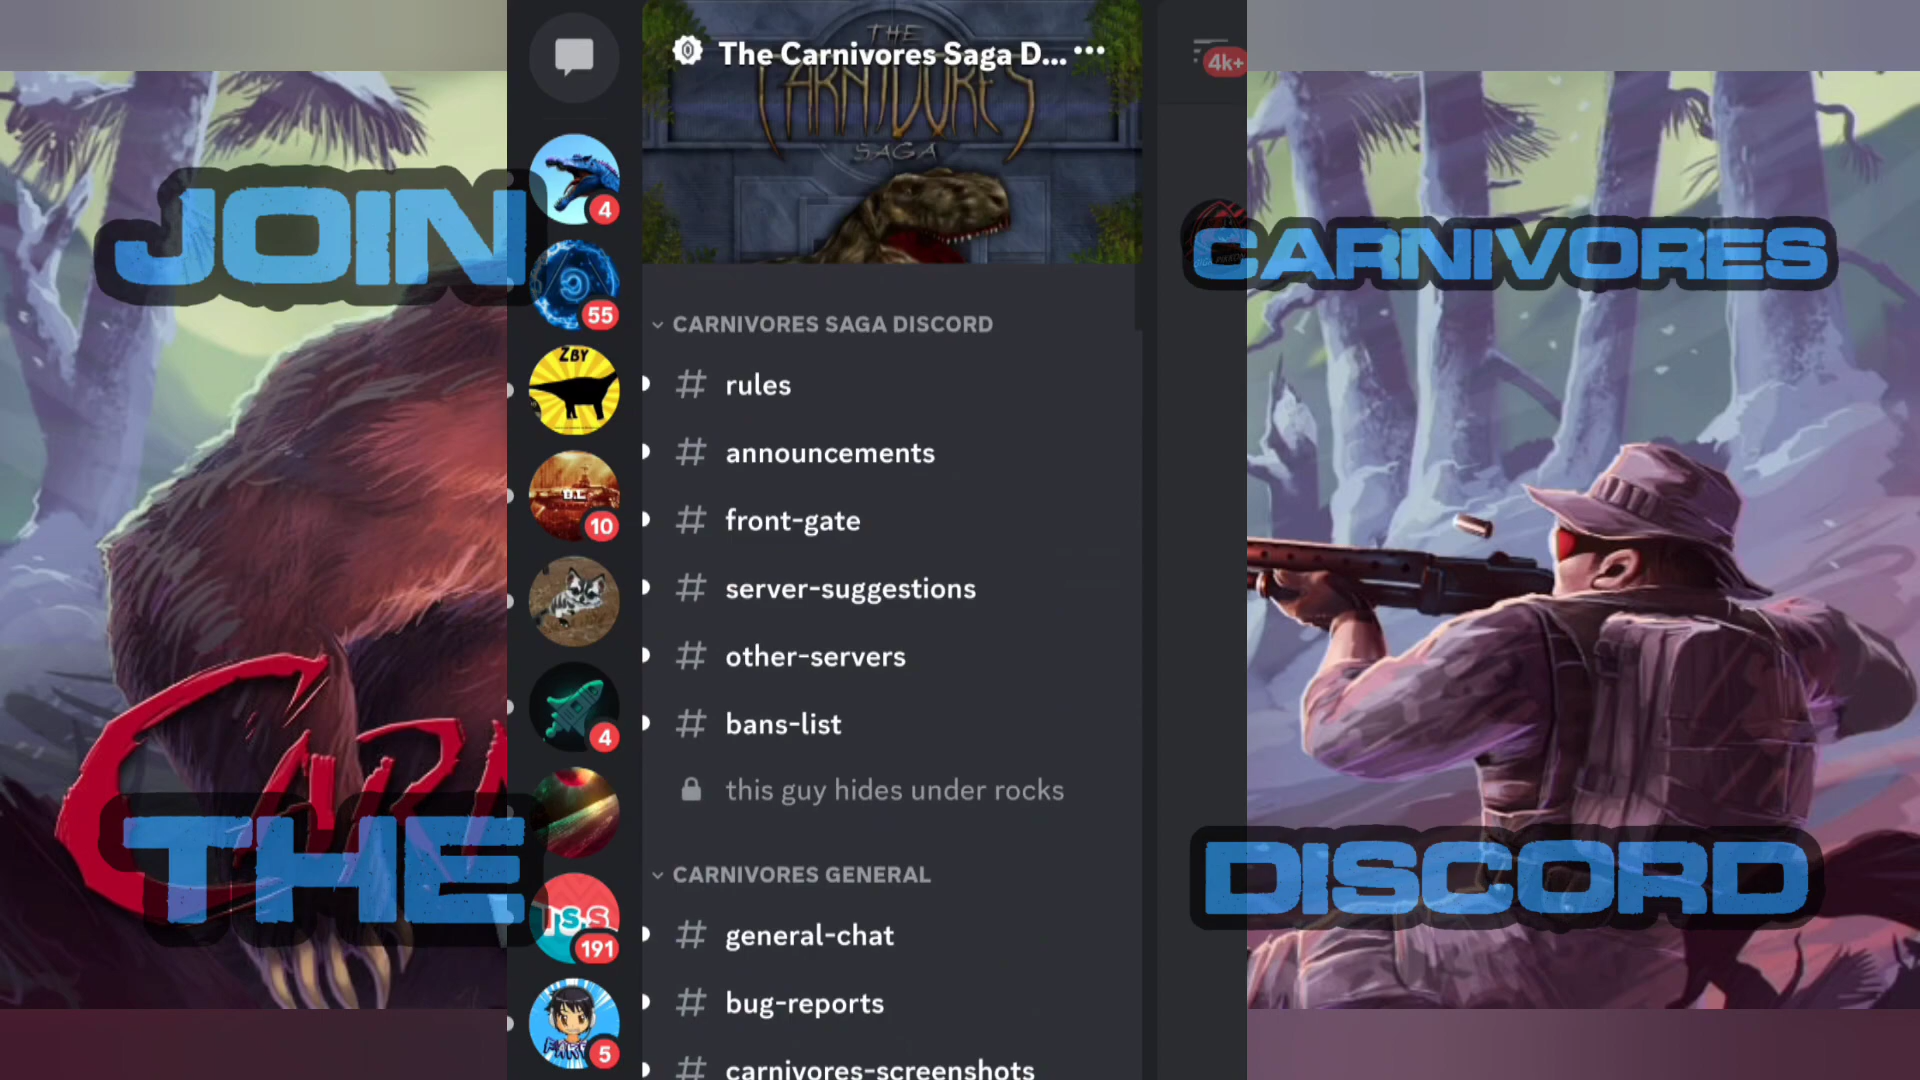 JOIN
THE
CARNIVORES
DISCORD
CAR
4
55
ZBY
B.L
10
4
S.S
191
5
THE
CARNIVORES
SAGA
The Carnivores Saga D...
4k+
CARNIVORES SAGA DISCORD
# rules
# announcements
# front-gate
# server-suggestions
# other-servers
# bans-list
this guy hides under rocks
CARNIVORES GENERAL
# general-chat
# bug-reports
# carnivores-screenshots